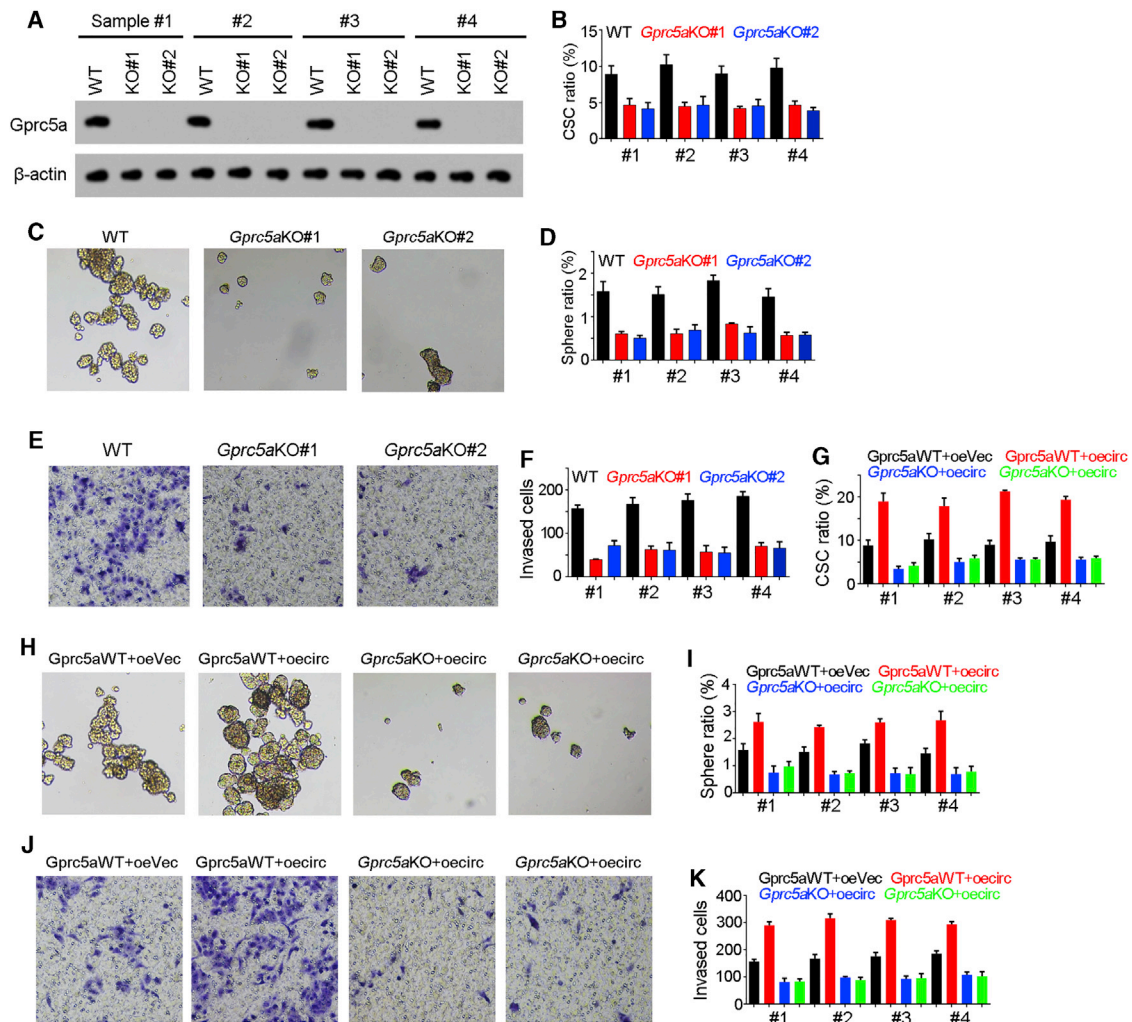 A
Sample #1
#2
#3
#4
WT
KO#1
KO#2
WT
KO#1
KO#2
WT
KO#1
KO#2
WT
KO#1
KO#2
Gprc5a
β-actin
B
WT Gprc5aKO#1 Gprc5aKO#2
CSC ratio (%)
15
10
5
0
#1 #2 #3 #4
C
WT
Gprc5aKO#1
Gprc5aKO#2
D
WT Gprc5aKO#1 Gprc5aKO#2
Sphere ratio (%)
2
1
0
#1 #2 #3 #4
E
WT
Gprc5aKO#1
Gprc5aKO#2
F
WT Gprc5aKO#1 Gprc5aKO#2
Invased cells
200
100
0
#1 #2 #3 #4
G
Gprc5aWT+oeVec Gprc5aWT+oecirc
Gprc5aKO+oecirc Gprc5aKO+oecirc
CSC ratio (%)
20
10
0
#1 #2 #3 #4
H
Gprc5aWT+oeVec
Gprc5aWT+oecirc
Gprc5aKO+oecirc
Gprc5aKO+oecirc
I
Gprc5aWT+oeVec Gprc5aWT+oecirc
Gprc5aKO+oecirc Gprc5aKO+oecirc
Sphere ratio (%)
4
3
2
1
0
#1 #2 #3 #4
J
Gprc5aWT+oeVec
Gprc5aWT+oecirc
Gprc5aKO+oecirc
Gprc5aKO+oecirc
K
Gprc5aWT+oeVec Gprc5aWT+oecirc
Gprc5aKO+oecirc Gprc5aKO+oecirc
Invased cells
400
300
200
100
0
#1 #2 #3 #4